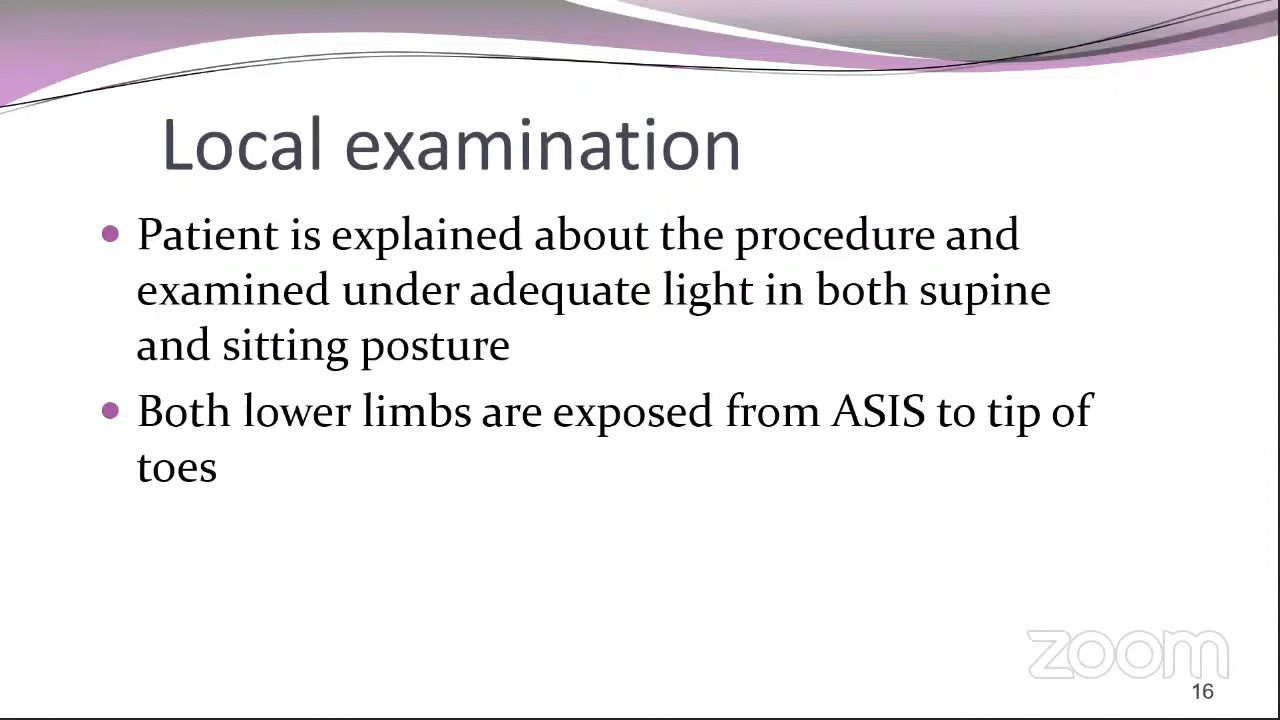 Local examination
Patient is explained about the procedure and
examined under adequate light in both supine
and sitting posture
Both lower limbs are exposed from ASIS to tip of
toes
zoom
16